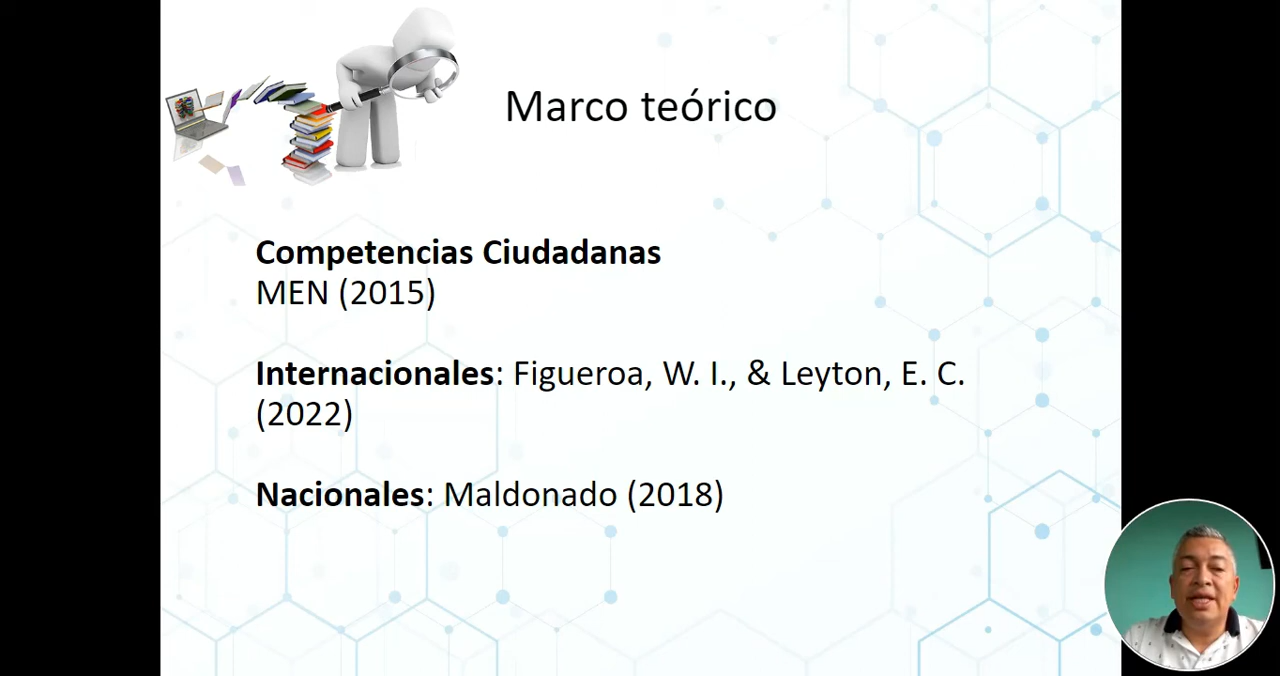 Marco teórico
Competencias Ciudadanas
MEN (2015)
Internacionales: Figueroa, W. I., & Leyton, E. C.
(2022)
Nacionales: Maldonado (2018)